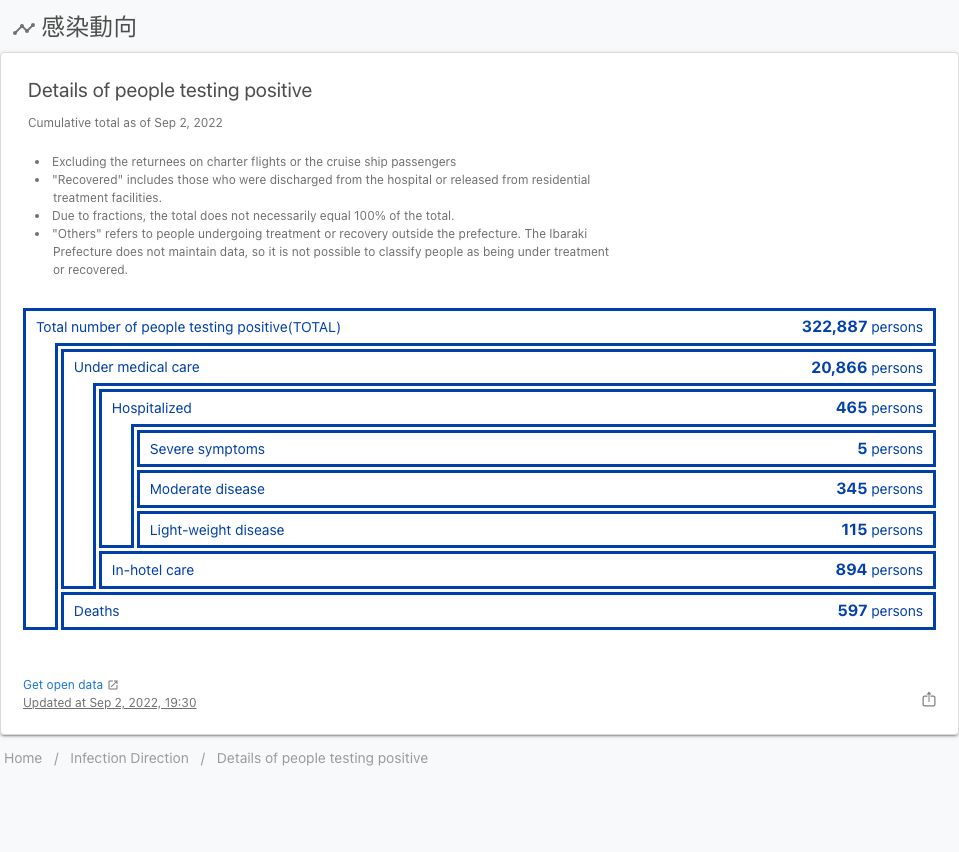 感染動向
Details of people testing positive
Cumulative total as of Sep 2, 2022
Excluding the returnees on charter flights or the cruise ship passengers
"Recovered" includes those who were discharged from the hospital or released from residential
treatment facilities.
Due to fractions, the total does not necessarily equal 100% of the total.
"Others" refers to people undergoing treatment or recovery outside the prefecture. The Ibaraki
Prefecture does not maintain data, so it is not possible to classify people as being under treatment
or recovered.
Total number of people testing positive(TOTAL) 322,887 persons
Under medical care 20,866 persons
Hospitalized 465 persons
Severe symptoms 5 persons
Moderate disease 345 persons
Light-weight disease 115 persons
In-hotel care 894 persons
Deaths 597 persons
Get open data
Updated at Sep 2, 2022, 19:30
Home / Infection Direction / Details of people testing positive